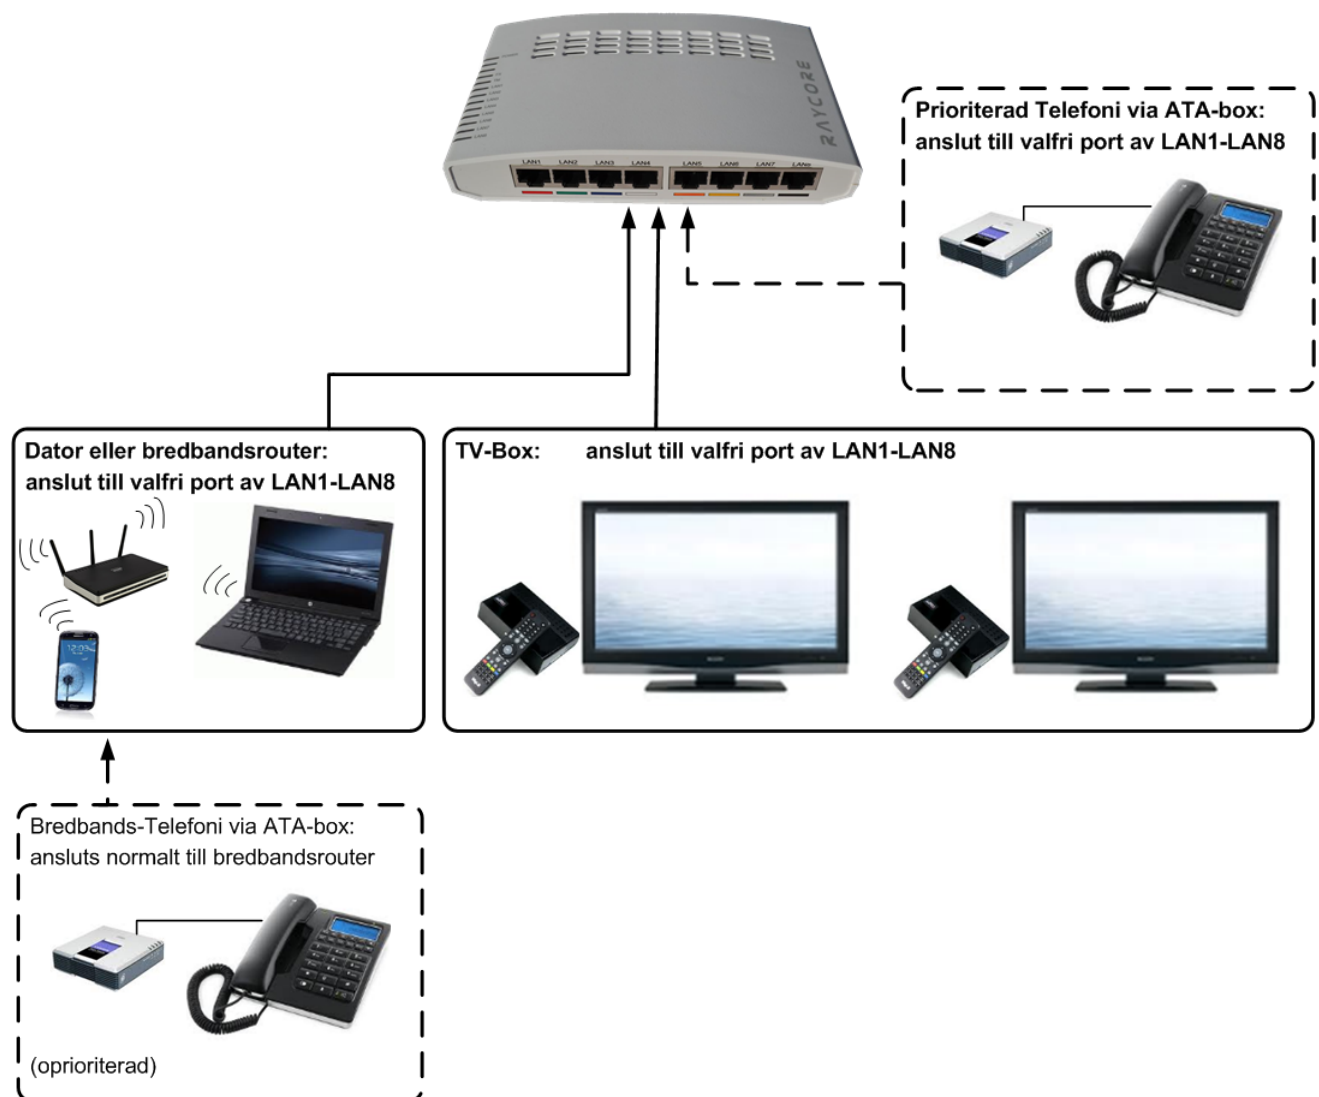 RAYCORE
LAN1 LAN2 LAN3 LAN4 LAN5 LAN6 LAN7 LAN8
Prioriterad Telefoni via ATA-box:
anslut till valfri port av LAN1-LAN8
Dator eller bredbandsrouter:
anslut till valfri port av LAN1-LAN8
TV-Box: anslut till valfri port av LAN1-LAN8
12:03
Bredbands-Telefoni via ATA-box:
ansluts normalt till bredbandsrouter
(oprioriterad)